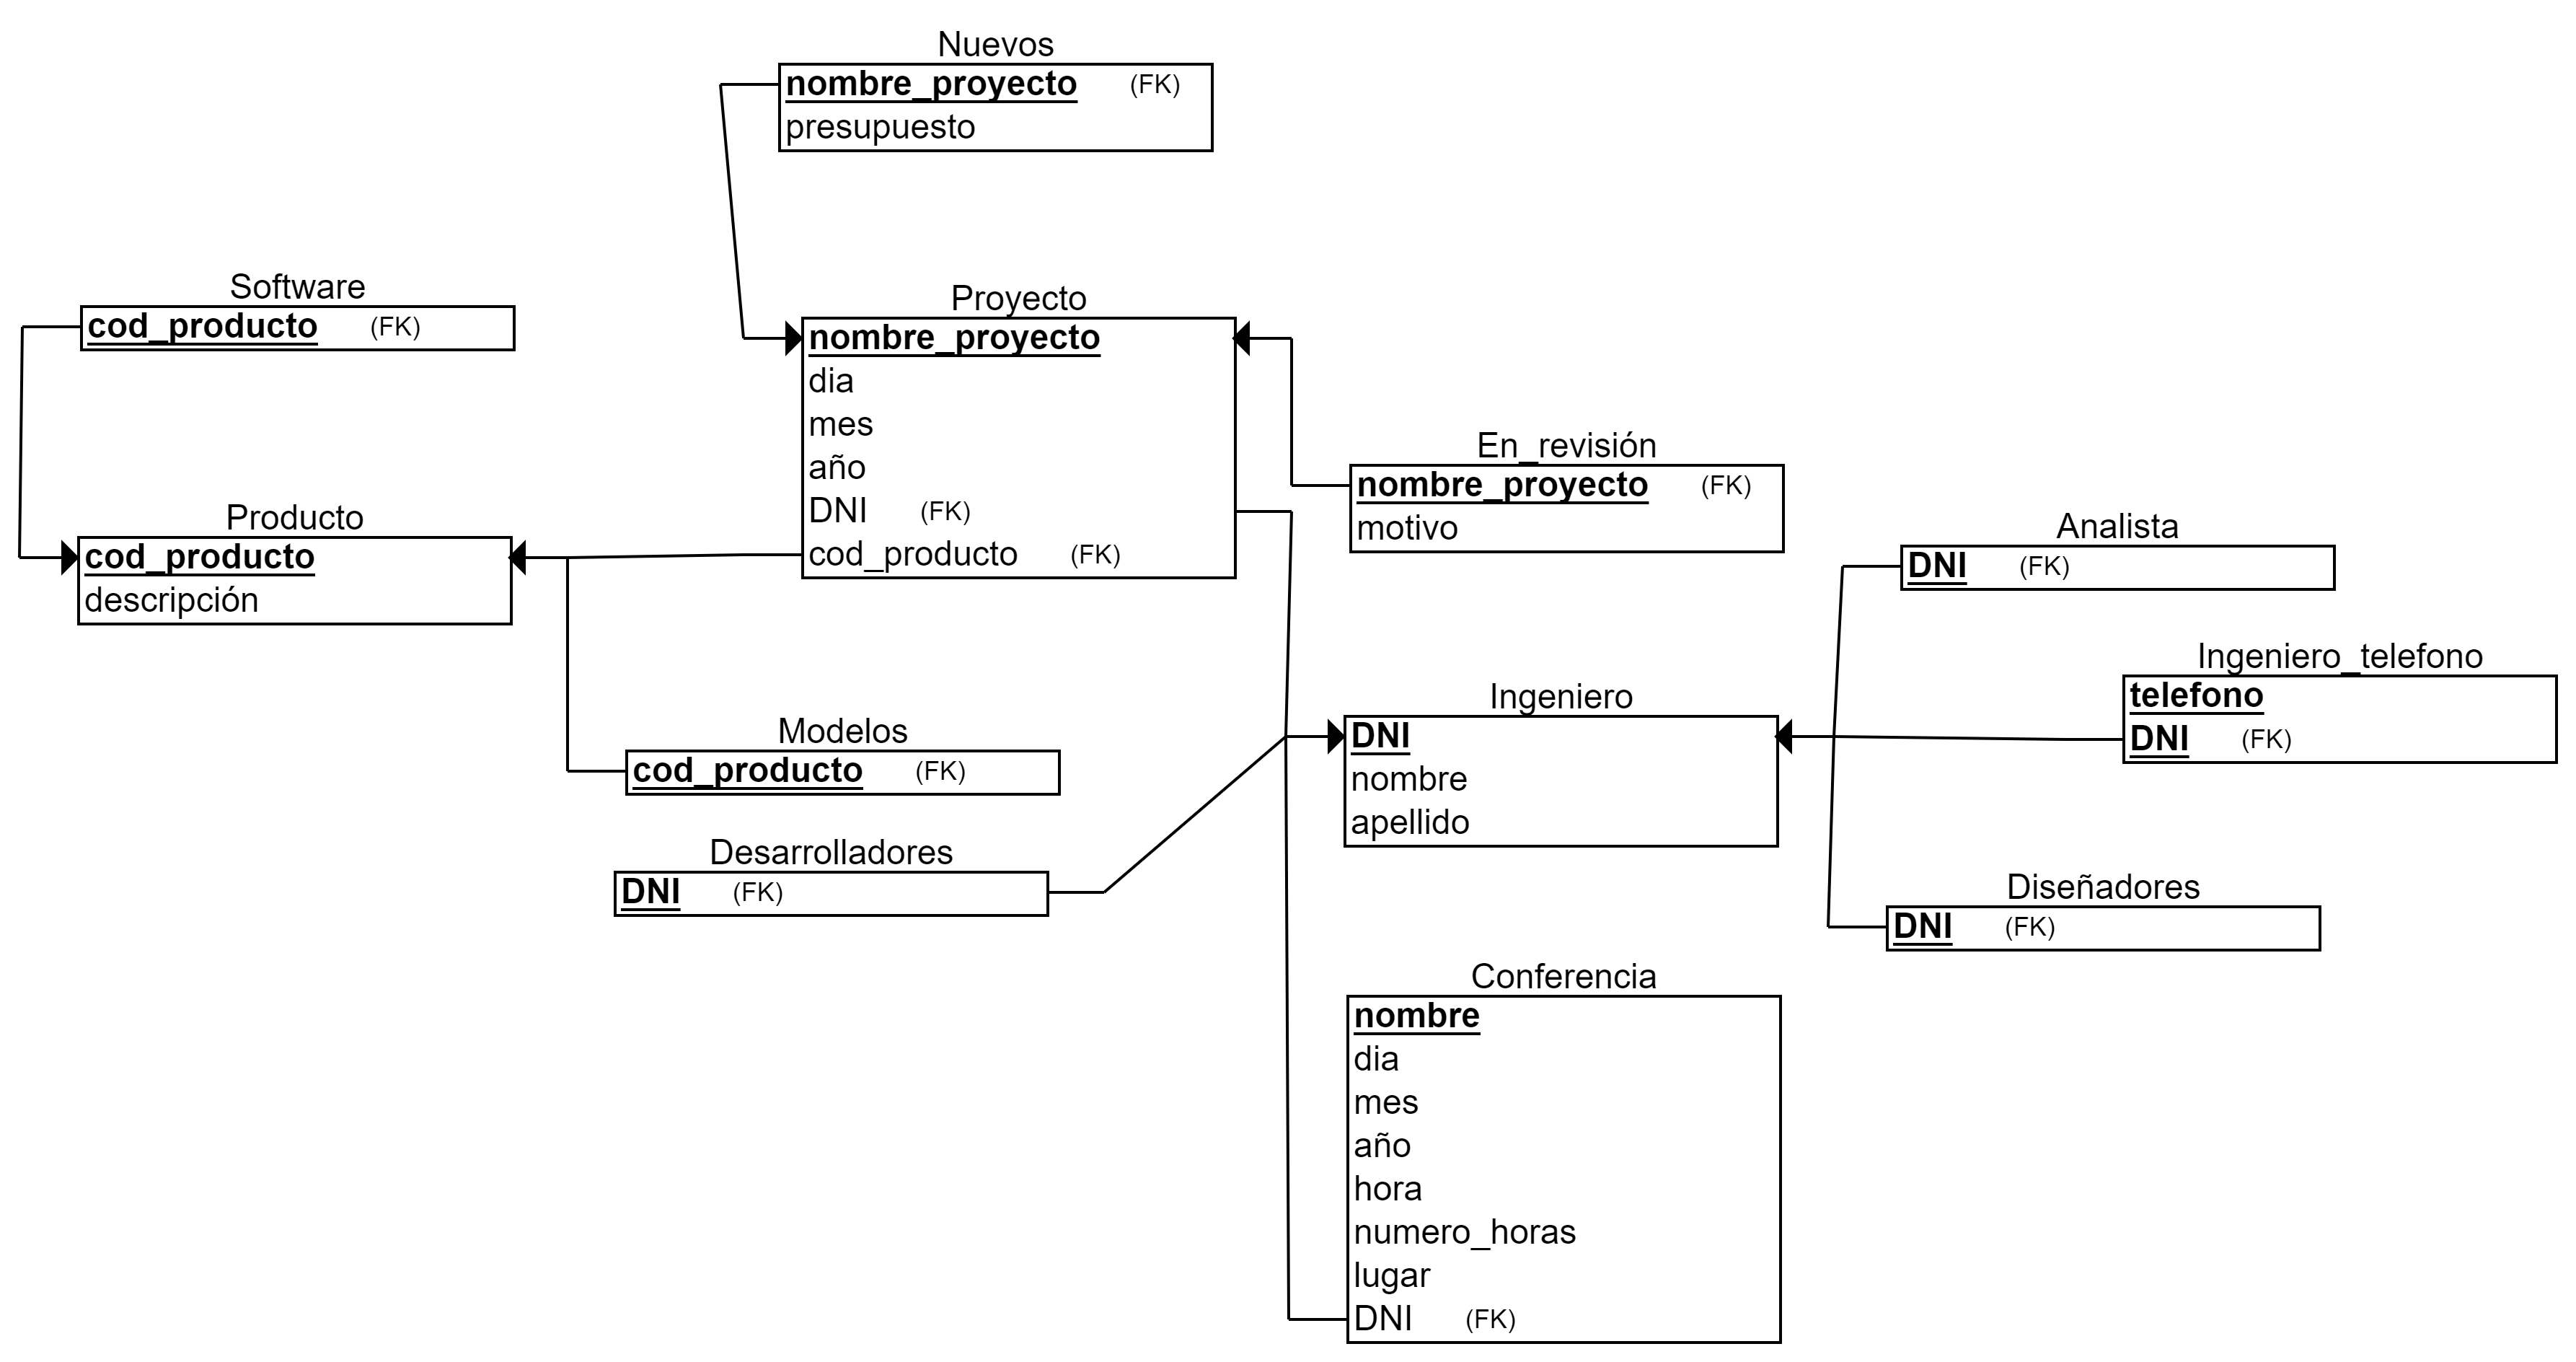 Nuevos
nombre_proyecto (FK)
presupuesto
Software
cod_producto (FK)
Proyecto
nombre_proyecto
dia
mes
año
DNI (FK)
cod_producto (FK)
En_revisión
nombre_proyecto (FK)
motivo
Producto
cod_producto
descripción
Analista
DNI (FK)
Ingeniero_telefono
telefono
DNI (FK)
Ingeniero
DNI
nombre
apellido
Modelos
cod_producto (FK)
Desarrolladores
DNI (FK)
Diseñadores
DNI (FK)
Conferencia
nombre
dia
mes
año
hora
numero_horas
lugar
DNI (FK)